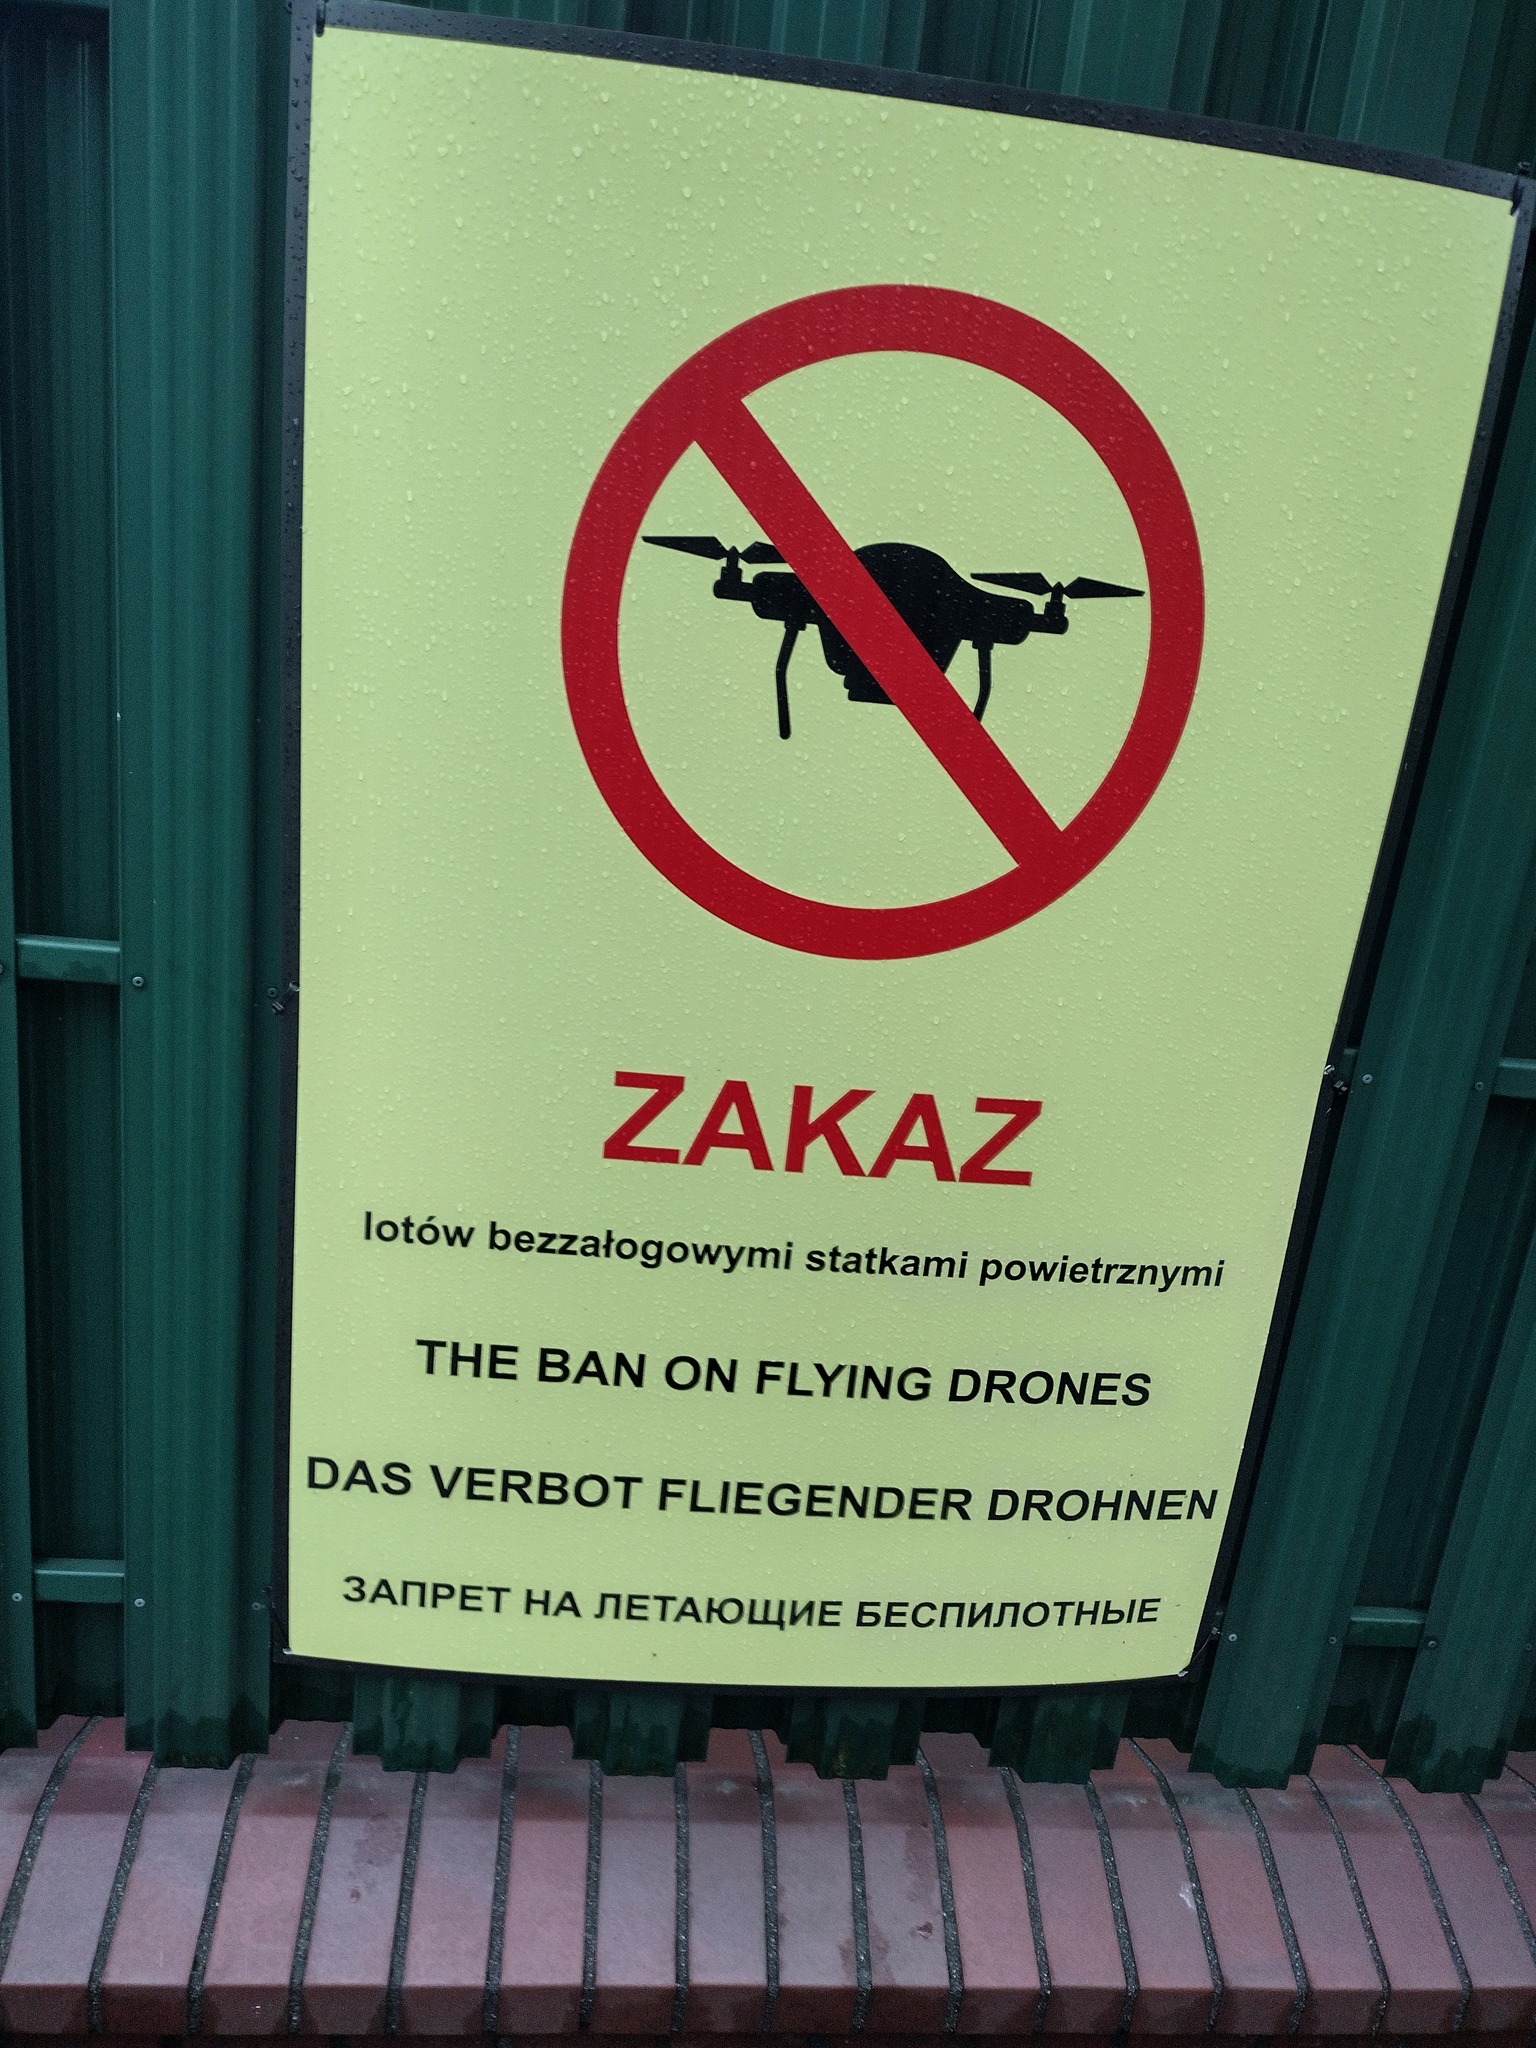 ZAKAZ
lotów bezzałogowymi statkami powietrznymi
THE BAN ON FLYING DRONES
DAS VERBOT FLIEGENDER DROHNEN
ЗАПРЕТ НА ЛЕТАЮЩИЕ БЕСПИЛОТНЫЕ